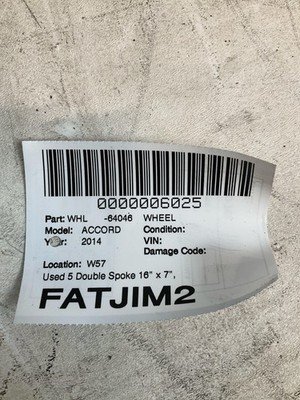 0000006025
Part: WHL -64046 WHEEL
Model: ACCORD Condition:
Year: 2014 VIN:
Damage Code:
Location: W57
Used 5 Double Spoke 16" x 7",
FATJIM2